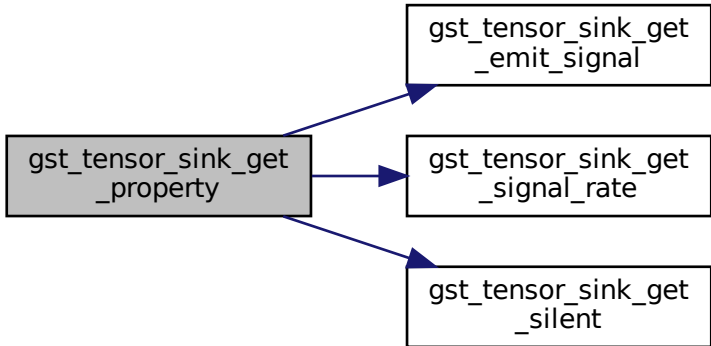 gst_tensor_sink_get
_emit_signal
gst_tensor_sink_get
_property
gst_tensor_sink_get
_signal_rate
gst_tensor_sink_get
_silent